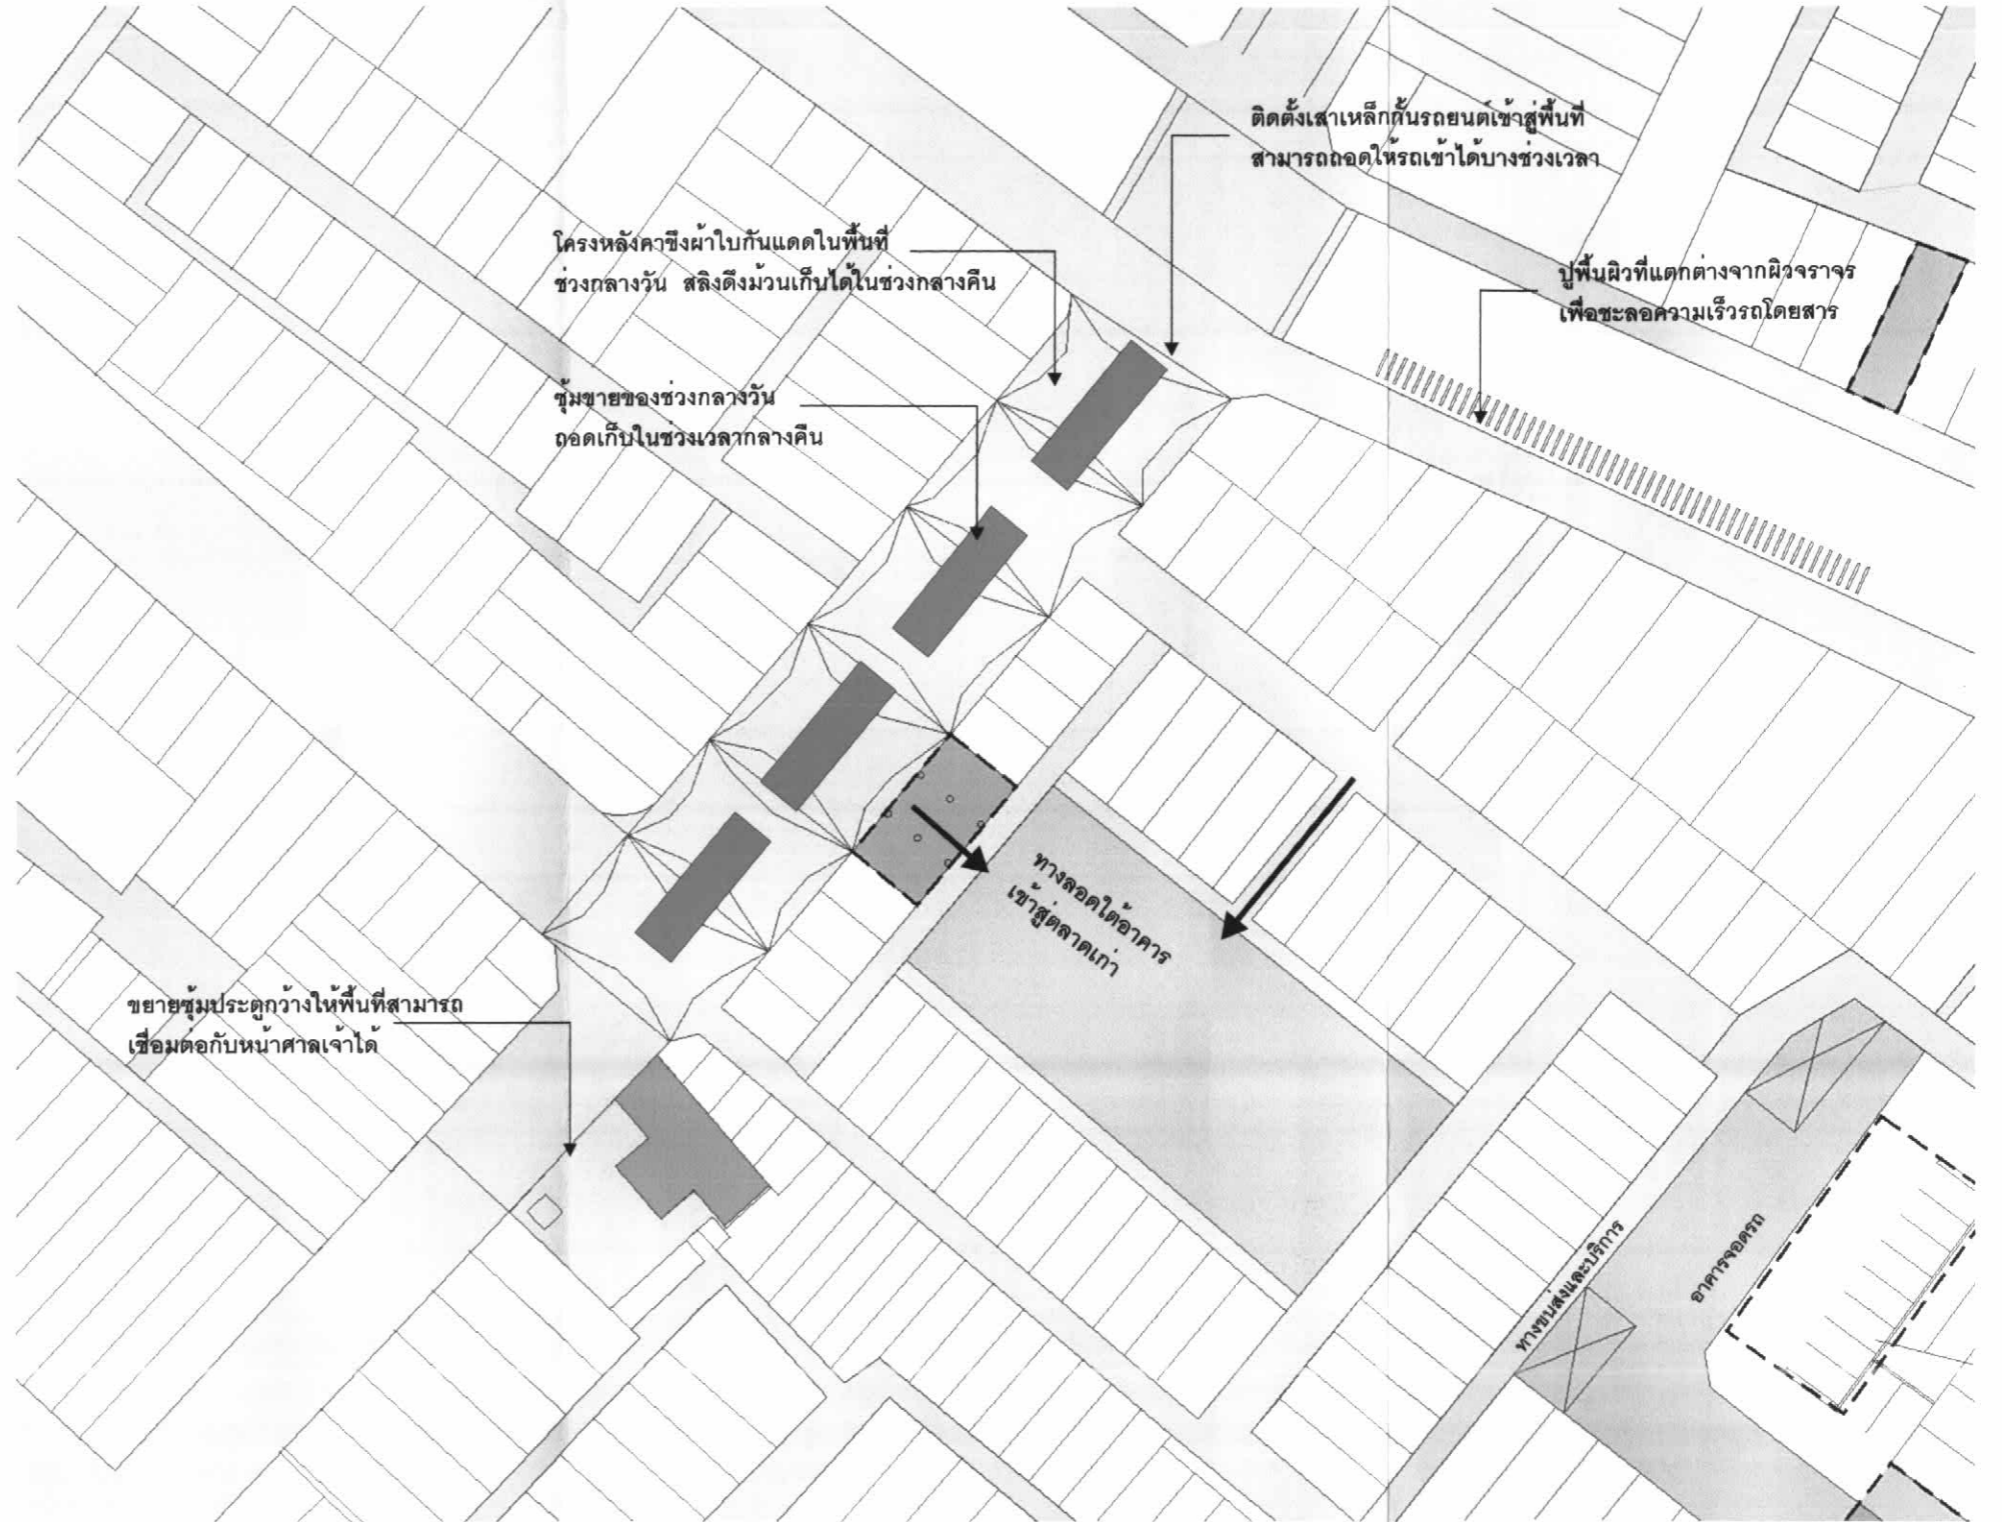 ติดตั้งเสาเหล็กกั้นรถยนต์เข้าสู่พื้นที่
สามารถถอดให้รถเข้าได้บางช่วงเวลา
โครงหลังคาขึงผ้าใบกันแดดในพื้นที่
ช่วงกลางวัน สลิงดึงม้วนเก็บได้ในช่วงกลางคืน
ปูพื้นผิวที่แตกต่างจากผิวจราจร
เพื่อชะลอความเร็วรถโดยสาร
ซุ้มขายของช่วงกลางวัน
ถอดเก็บในช่วงเวลากลางคืน
ทางลอดใต้อาคาร
เข้าสู่ตลาดเก่า
ขยายซุ้มประตูกว้างให้พื้นที่สามารถ
เชื่อมต่อกับหน้าศาลเจ้าได้
ทางขนส่งและบริการ
อาคารจอดรถ